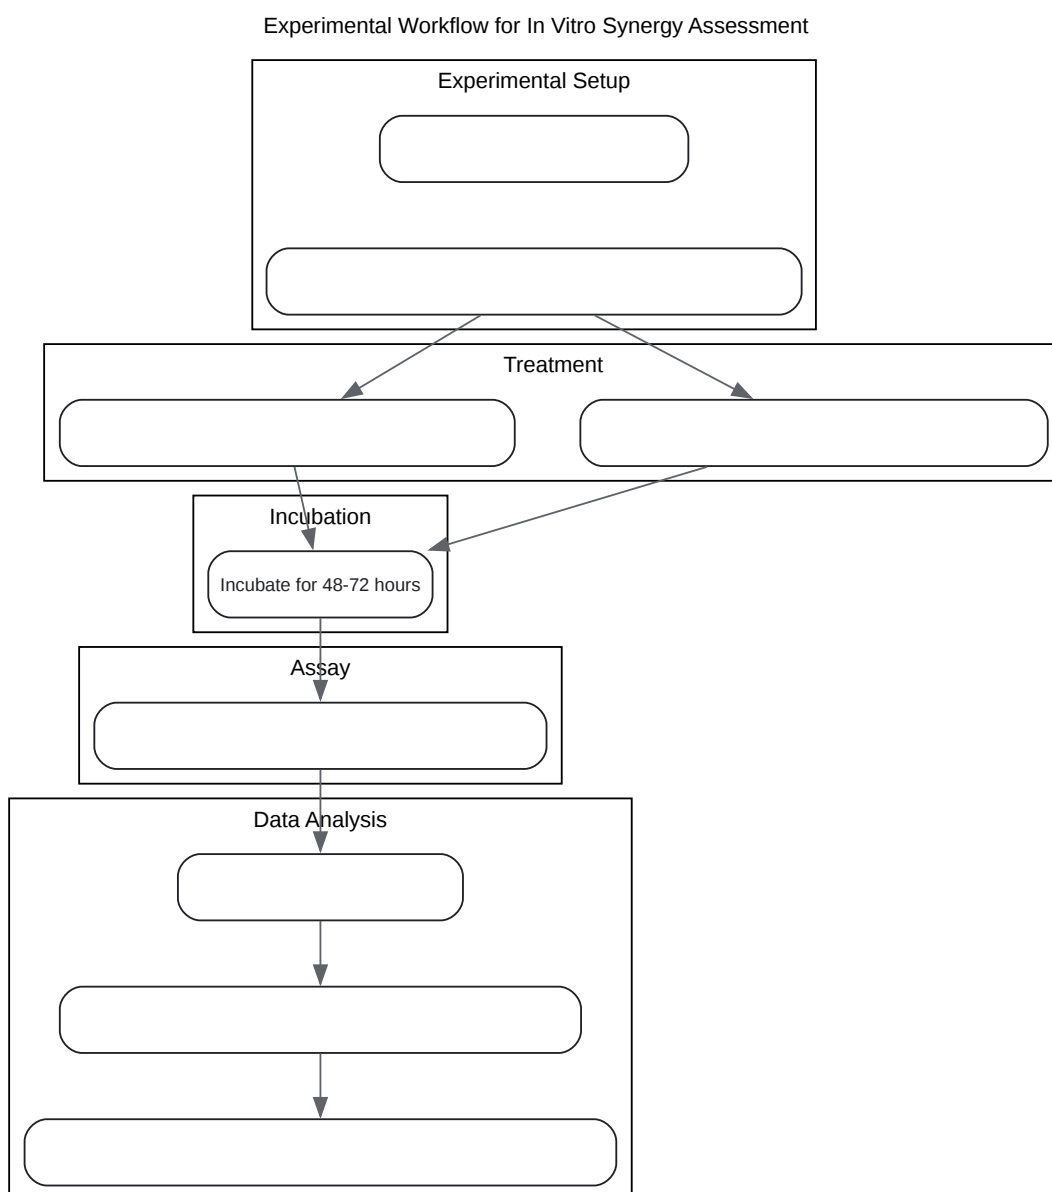 Experimental Workflow for In Vitro Synergy Assessment
Experimental Setup
Treatment
Incubation
Incubate for 48-72 hours
Assay
Data Analysis